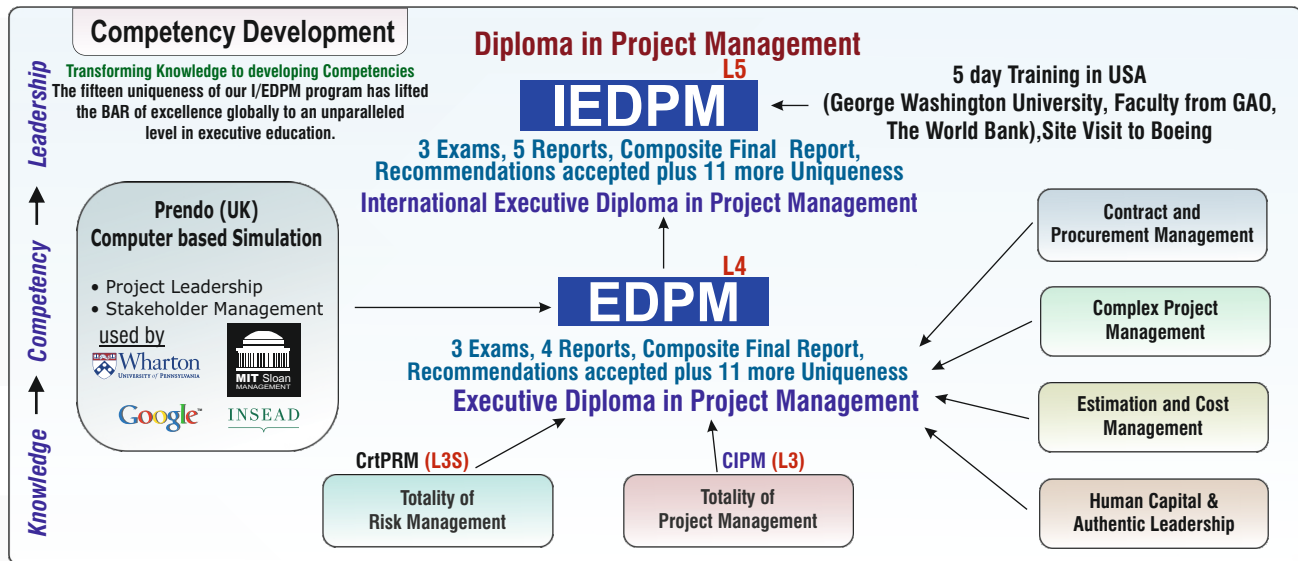 Competency Development
Transforming Knowledge to developing Competencies
The fifteen uniqueness of our I/EDPM program has lifted
the BAR of excellence globally to an unparalleled
level in executive education.
Knowledge → Competency → Leadership
Diploma in Project Management
L5
IEDPM
3 Exams, 5 Reports, Composite Final Report,
Recommendations accepted plus 11 more Uniqueness
International Executive Diploma in Project Management
5 day Training in USA
(George Washington University, Faculty from GAO,
The World Bank),Site Visit to Boeing
Prendo (UK)
Computer based Simulation
• Project Leadership
• Stakeholder Management
used by
Wharton
UNIVERSITY of PENNSYLVANIA
MIT Sloan
MANAGEMENT
Google™
INSEAD
L4
EDPM
3 Exams, 4 Reports, Composite Final Report,
Recommendations accepted plus 11 more Uniqueness
Executive Diploma in Project Management
CrtPRM (L3S)
Totality of
Risk Management
CIPM (L3)
Totality of
Project Management
Contract and
Procurement Management
Complex Project
Management
Estimation and Cost
Management
Human Capital &
Authentic Leadership